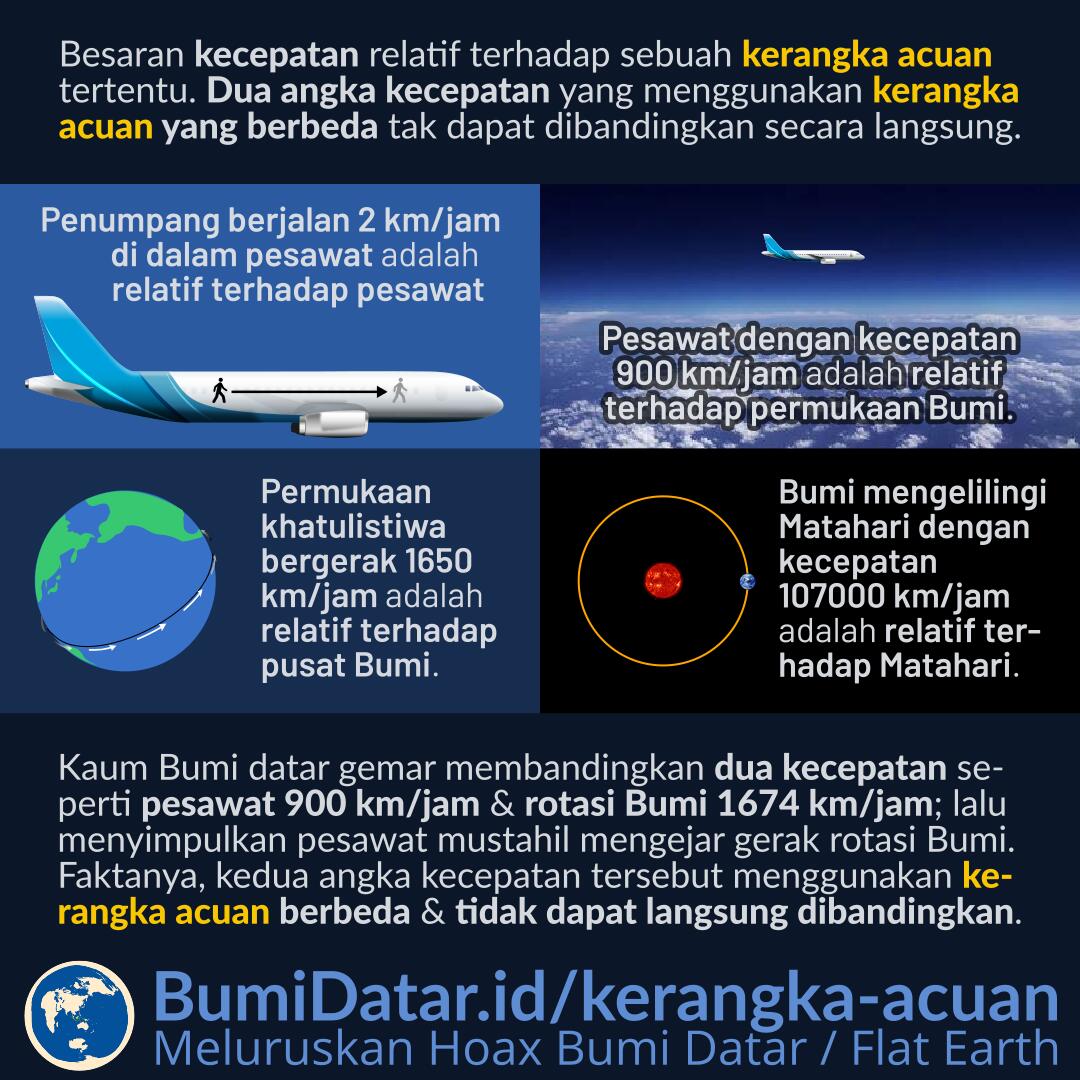 Besaran kecepatan relatif terhadap sebuah kerangka acuan
tertentu. Dua angka kecepatan yang menggunakan kerangka
acuan yang berbeda tak dapat dibandingkan secara langsung.
Penumpang berjalan 2 km/jam
di dalam pesawat adalah
relatif terhadap pesawat
Pesawat dengan kecepatan
900 km/jam adalah relatif
terhadap permukaan Bumi.
Permukaan
khatulistiwa
bergerak 1650
km/jam adalah
relatif terhadap
pusat Bumi.
Bumi mengelilingi
Matahari dengan
kecepatan
107000 km/jam
adalah relatif ter-
hadap Matahari.
Kaum Bumi datar gemar membandingkan dua kecepatan se-
perti pesawat 900 km/jam & rotasi Bumi 1674 km/jam; lalu
menyimpulkan pesawat mustahil mengejar gerak rotasi Bumi.
Faktanya, kedua angka kecepatan tersebut menggunakan ke-
rangka acuan berbeda & tidak dapat langsung dibandingkan.
BumiDatar.id/kerangka-acuan
Meluruskan Hoax Bumi Datar / Flat Earth